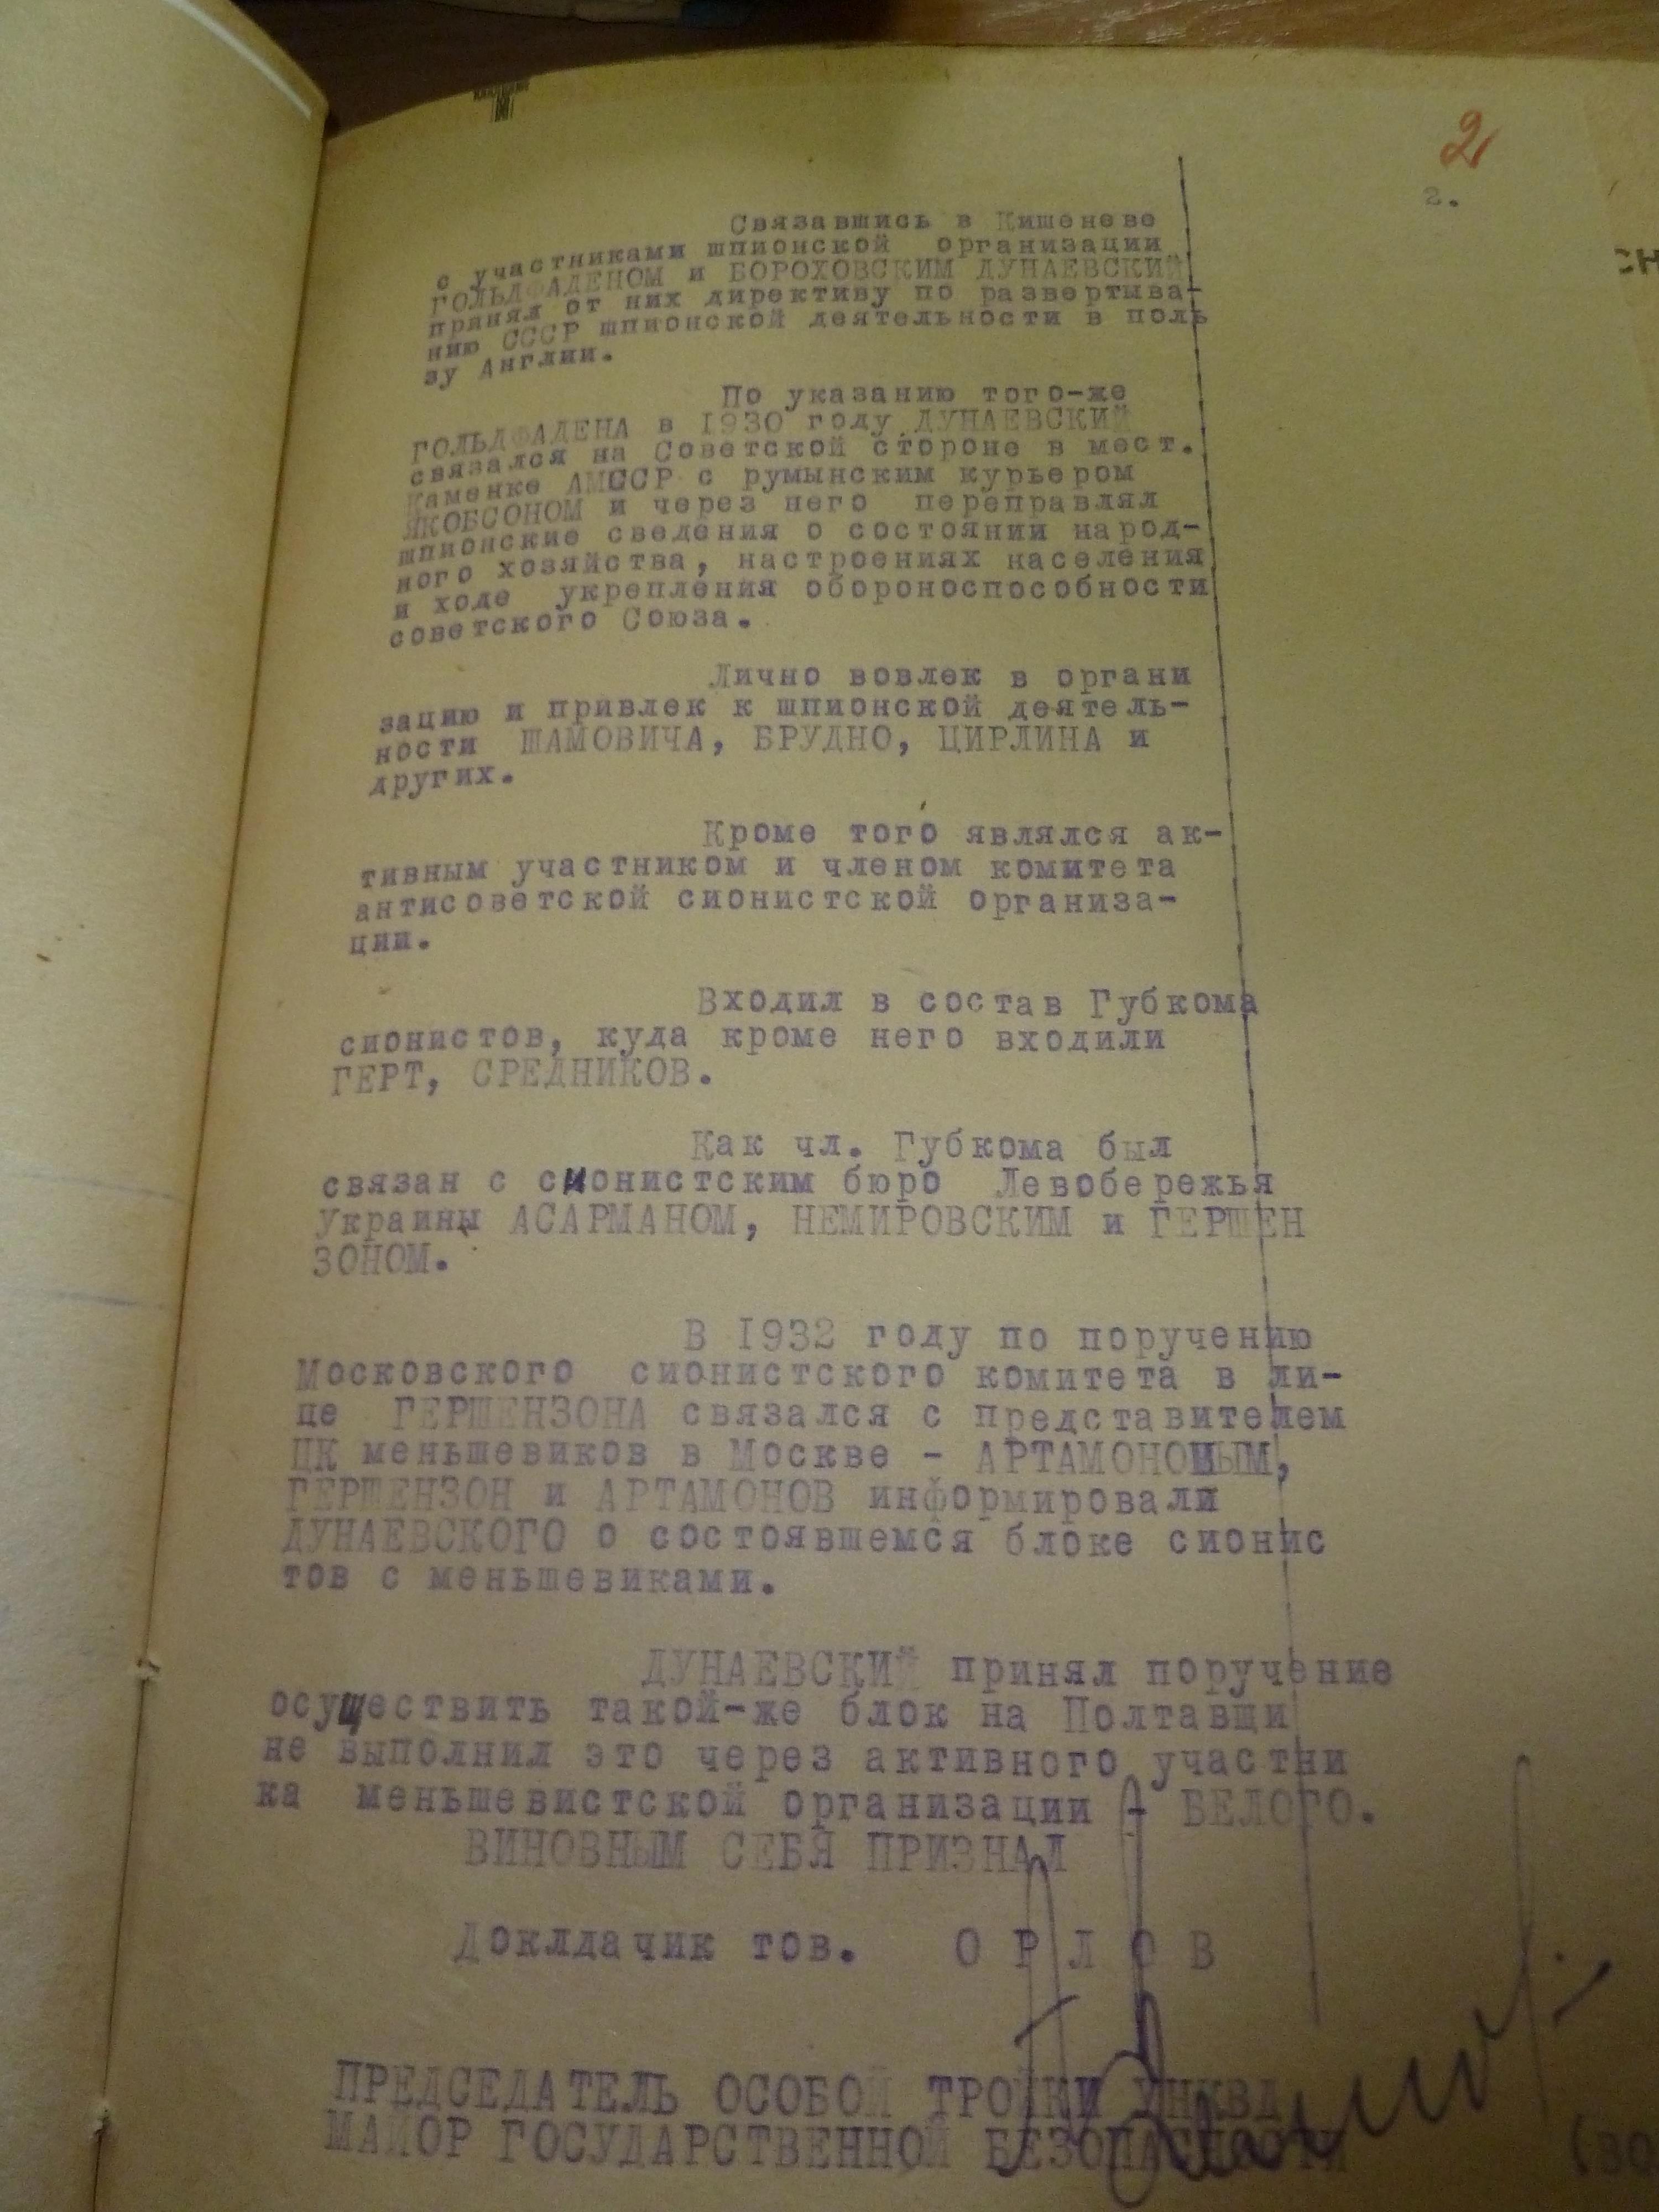 2
2.
Связавшись в Кишеневе
с участниками шпионской организации
ГОЛЬДФАДЕНОМ и БОРОХОВСКИМ ДУНАЕВСКИЙ
принял от них директиву по развертыва-
нию СССР шпионской деятельности в поль
зу Англии.
По указанию того-же
ГОЛЬДФАДЕНА в 1930 году ДУНАЕВСКИЙ
связался на Советской стороне в мест.
Каменке АМССР с румынским курьером
ЯКОБСОНОМ и через него переправлял
шпионские сведения о состоянии народ-
ного хозяйства, настроениях населения
и ходе укрепления обороноспособности
советского Союза.
Лично вовлек в органи
зацию и привлек к шпионской деятель-
ности ШАМОВИЧА, БРУДНО, ЦИРЛИНА и
других.
Кроме того являлся ак-
тивным участником и членом комитета
антисоветской сионистской организа-
ции.
Входил в состав Губкома
сионистов, куда кроме него входили
ГЕРТ, СРЕДНИКОВ.
Как чл. Губкома был
связан с сионистским бюро Левобережья
Украины АСАРМАНОМ, НЕМИРОВСКИМ и ГЕРШЕН
ЗОНОМ.
В 1932 году по поручению
Московского сионистского комитета в ли-
це ГЕРШЕНЗОНА связался с представителем
ЦК меньшевиков в Москве -
ГЕРШЕНЗОН и АРТАМОНОВ информировали
ДУНАЕВСКОГО о состоявшемся блоке сионис
тов с меньшевиками.
ДУНАЕВСКИЙ принял поручение
осуществить такой-же блок на Полтавщи
не выполнил это через активного участни
ка меньшевистской организации - БЕЛОГО.
ВИНОВНЫМ СЕБЯ ПРИЗНАЛ
Доклдачик тов. ОРЛОВ
ПРЕДСЕДАТЕЛЬ ОСОБОЙ ТРОЙКИ УНКВД
МАЙОР ГОСУДАРСТВЕННОЙ БЕЗОПАСНОСТИ